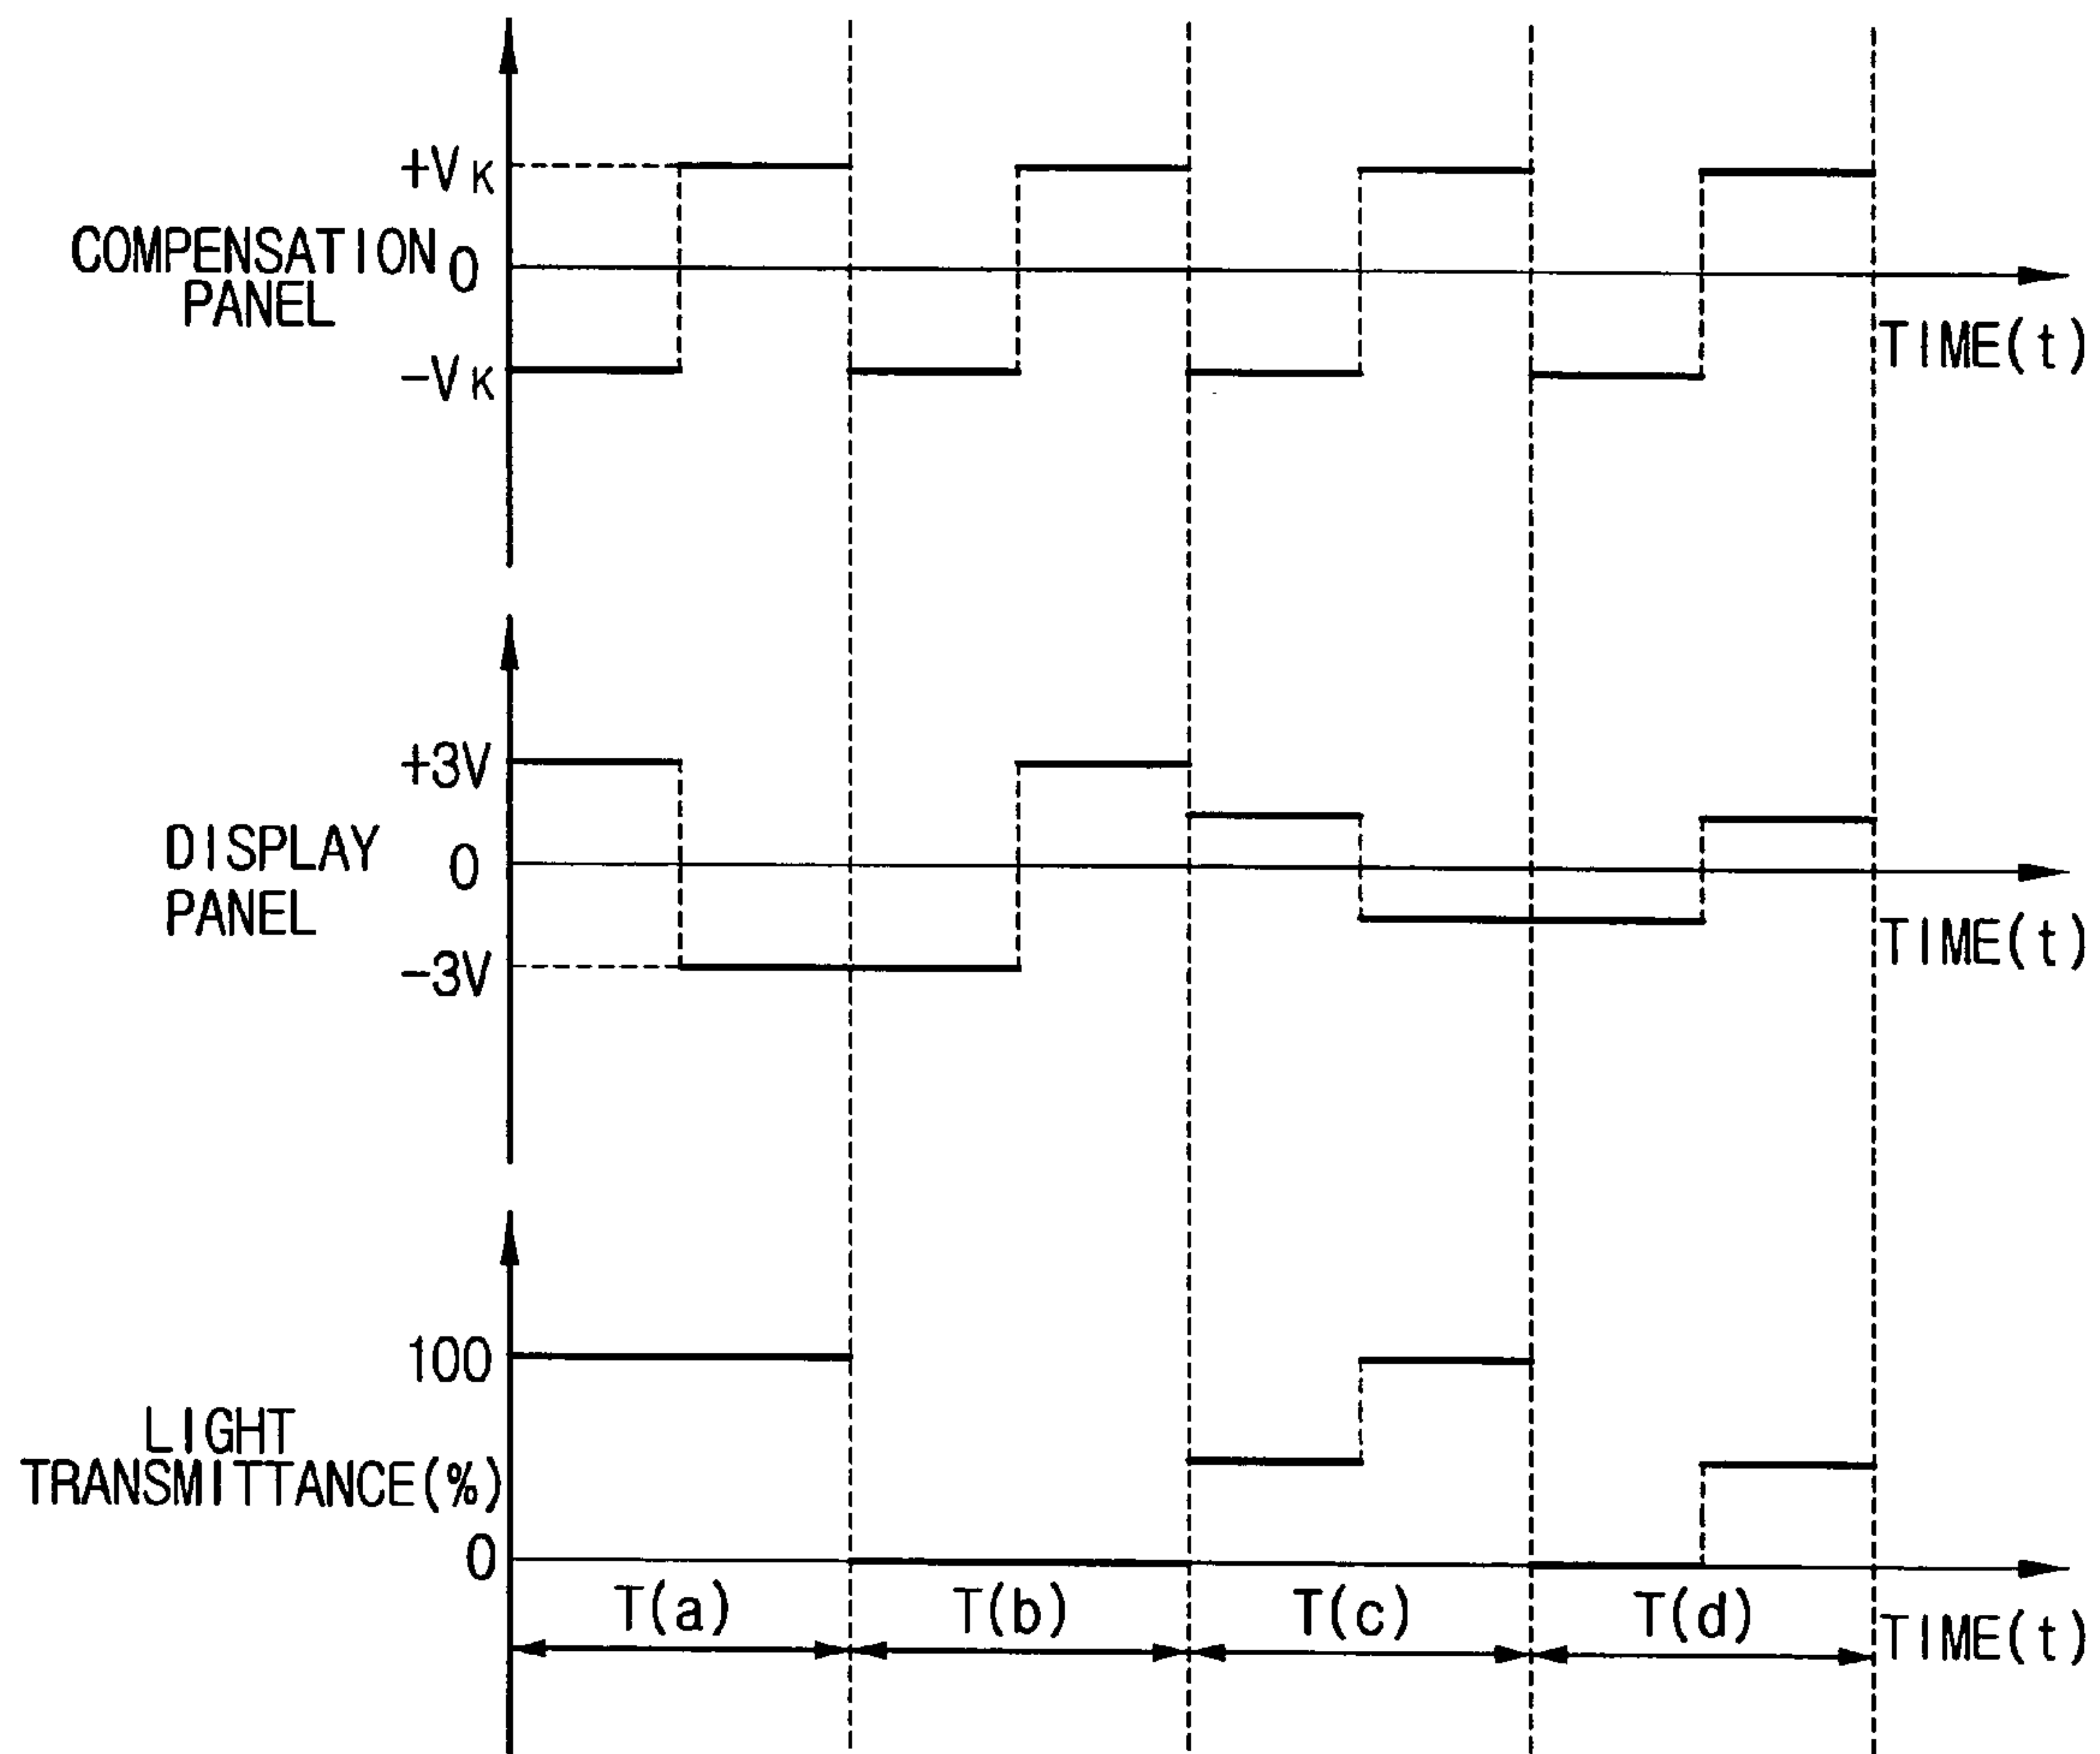 +VK
COMPENSATION
PANEL
0
-VK
TIME(t)
+3V
DISPLAY
PANEL
0
-3V
TIME(t)
100
LIGHT
TRANSMITTANCE(%)
0
T(a)
T(b)
T(c)
T(d)
TIME(t)